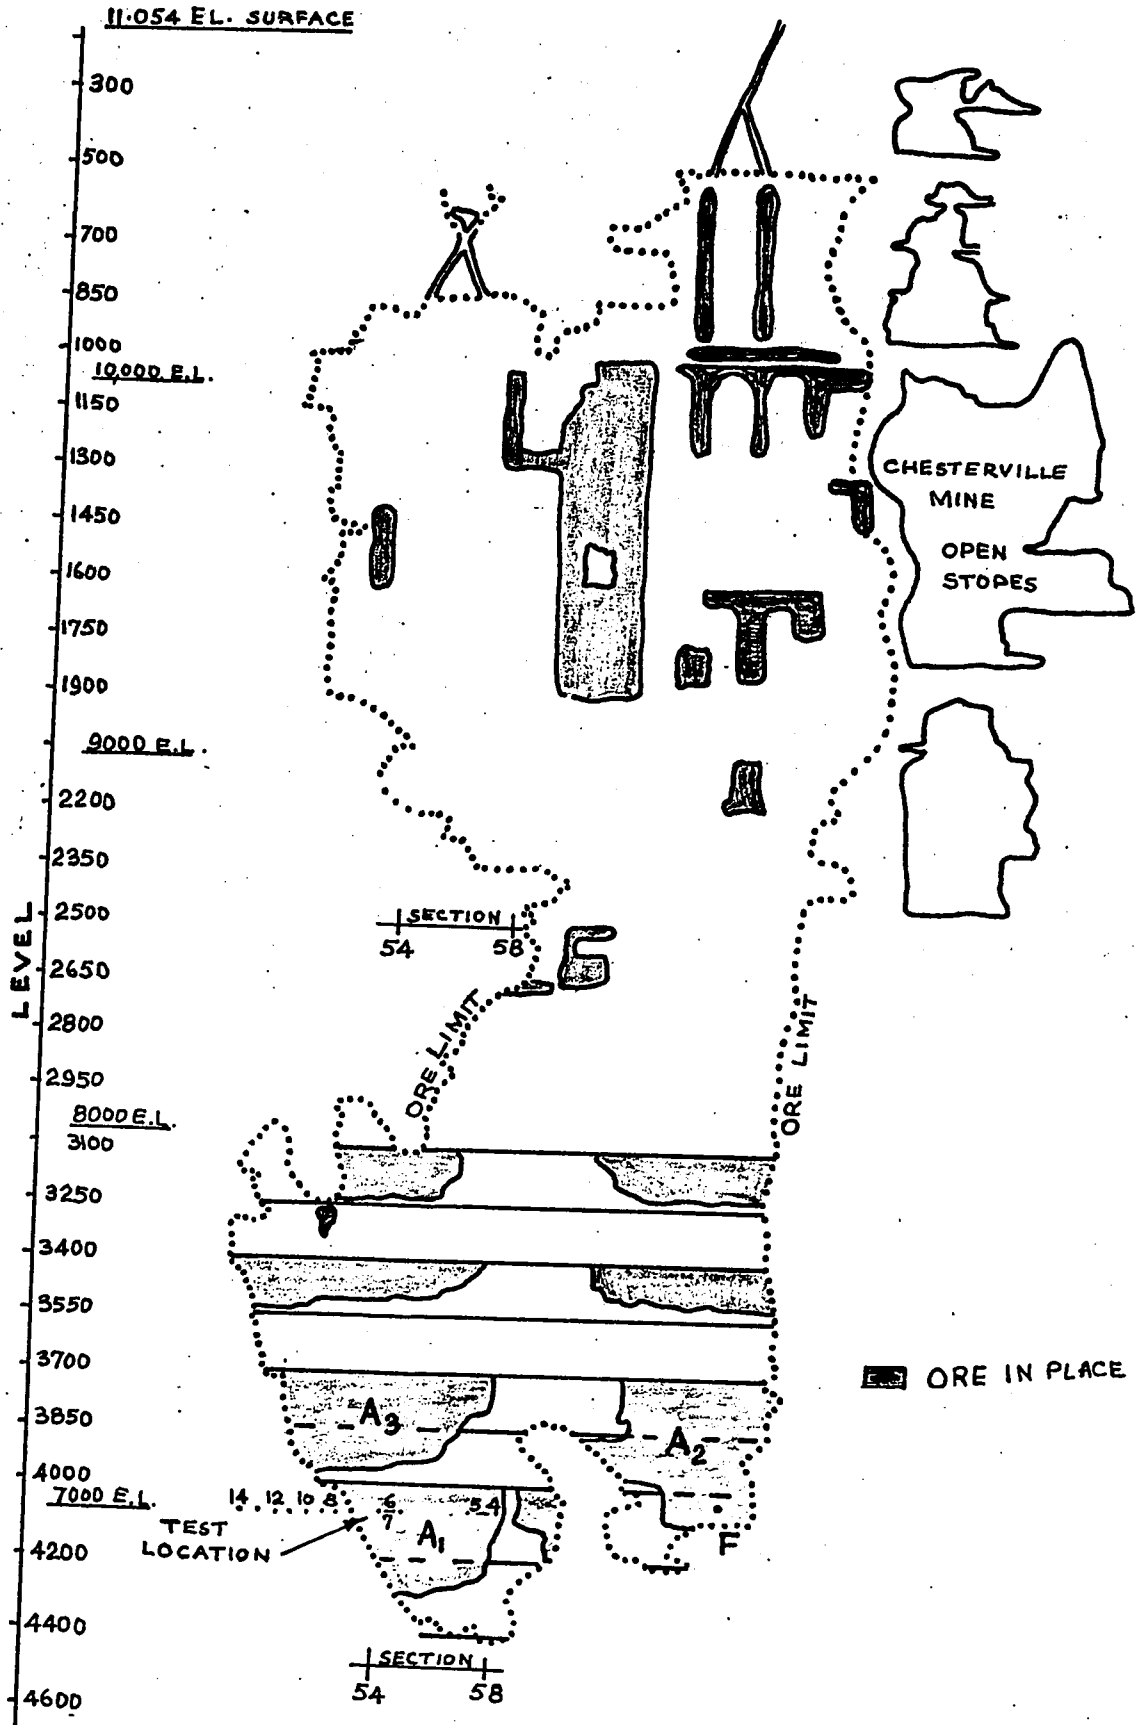 11.054 EL. SURFACE
300
500
700
850
1000
10,000 E.L.
1150
1300
1450
1600
1750
1900
9000 E.L.
2200
2350
2500
2650
2800
2950
8000 E.L.
3100
3250
3400
3550
3700
3850
4000
7000 E.L.
4200
4400
4600
LEVEL
CHESTERVILLE
MINE
OPEN
STOPES
SECTION
54 58
ORE LIMIT
ORE LIMIT
ORE IN PLACE
A3
A2
14 12 10 8 6 5 4
7
A1
F
TEST
LOCATION
SECTION
54 58